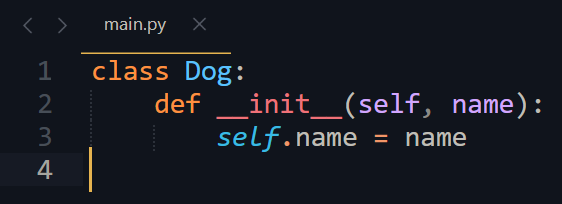 main.py
1 class Dog:
2 def __init__(self, name):
3 self.name = name
4